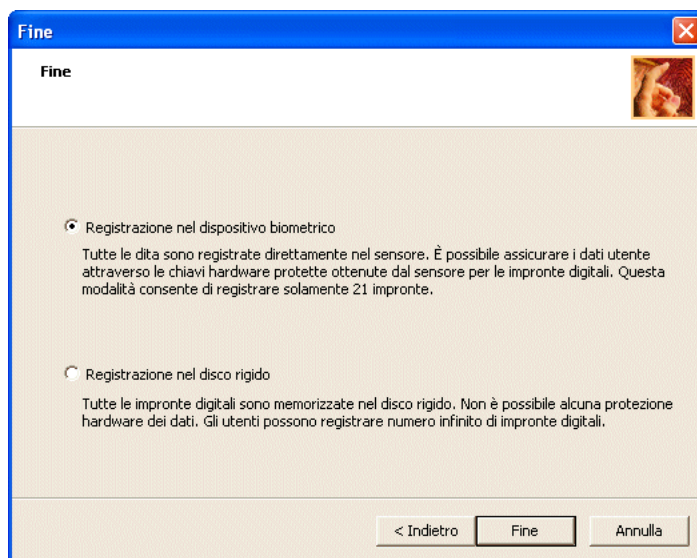 Fine
Fine
Registrazione nel dispositivo biometrico
Tutte le dita sono registrate direttamente nel sensore. È possibile assicurare i dati utente
attraverso le chiavi hardware protette ottenute dal sensore per le impronte digitali. Questa
modalità consente di registrare solamente 21 impronte.
Registrazione nel disco rigido
Tutte le impronte digitali sono memorizzate nel disco rigido. Non è possibile alcuna protezione
hardware dei dati. Gli utenti possono registrare numero infinito di impronte digitali.
< Indietro Fine Annulla